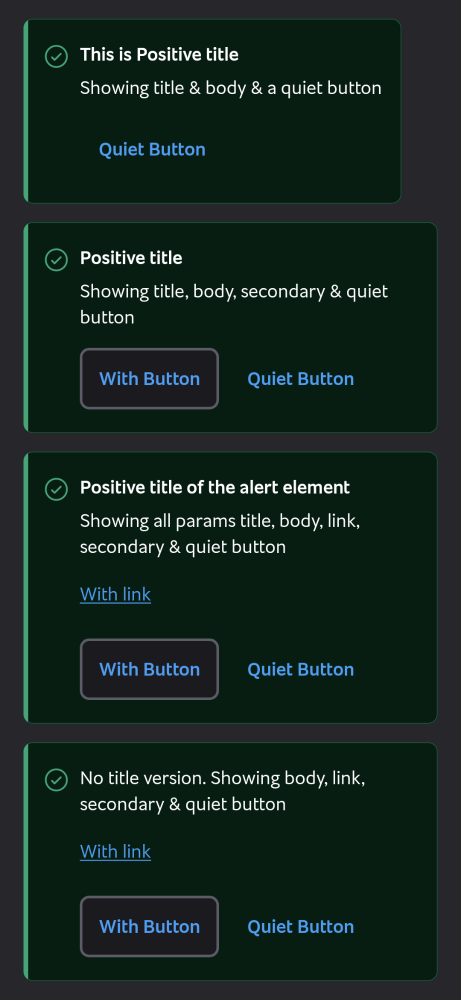 This is Positive title
Showing title & body & a quiet button
Quiet Button
Positive title
Showing title, body, secondary & quiet
button
With Button
Quiet Button
Positive title of the alert element
Showing all params title, body, link,
secondary & quiet button
With link
With Button
Quiet Button
No title version. Showing body, link,
secondary & quiet button
With link
With Button
Quiet Button